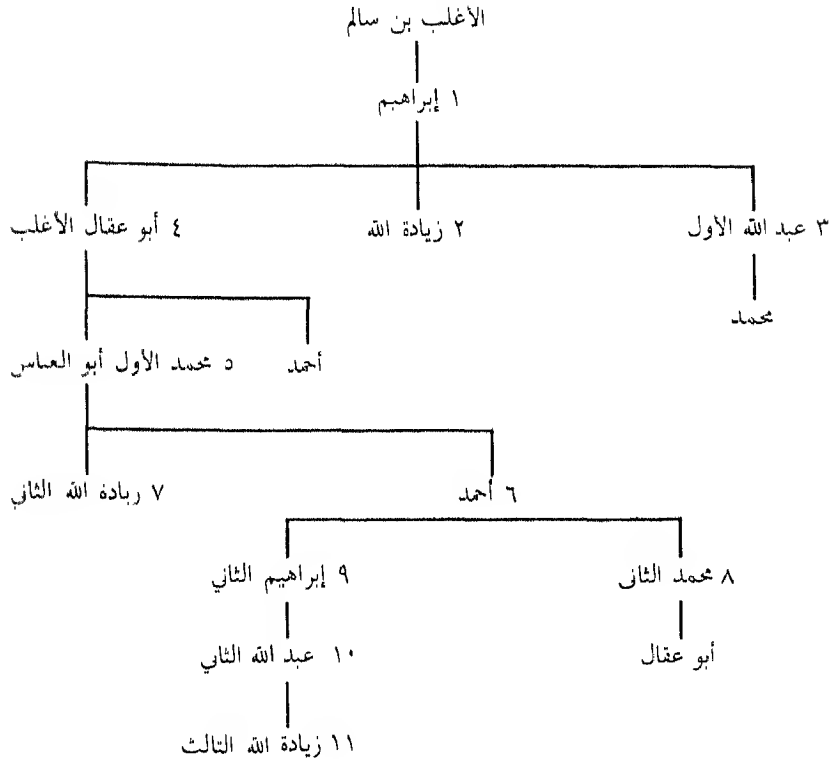 الأغلب بن سالم
١ إبراهيم
٣ عبد الله الأول
٢ زيادة الله
٤ أبو عقال الأغلب
محمد
أحمد
٥ محمد الأول أبو العباس
٦ أحمد
٧ زيادة الله الثاني
٨ محمد الثانى
٩ إبراهيم الثاني
أبو عقال
١٠ عبد الله الثاني
١١ زيادة الله الثالث